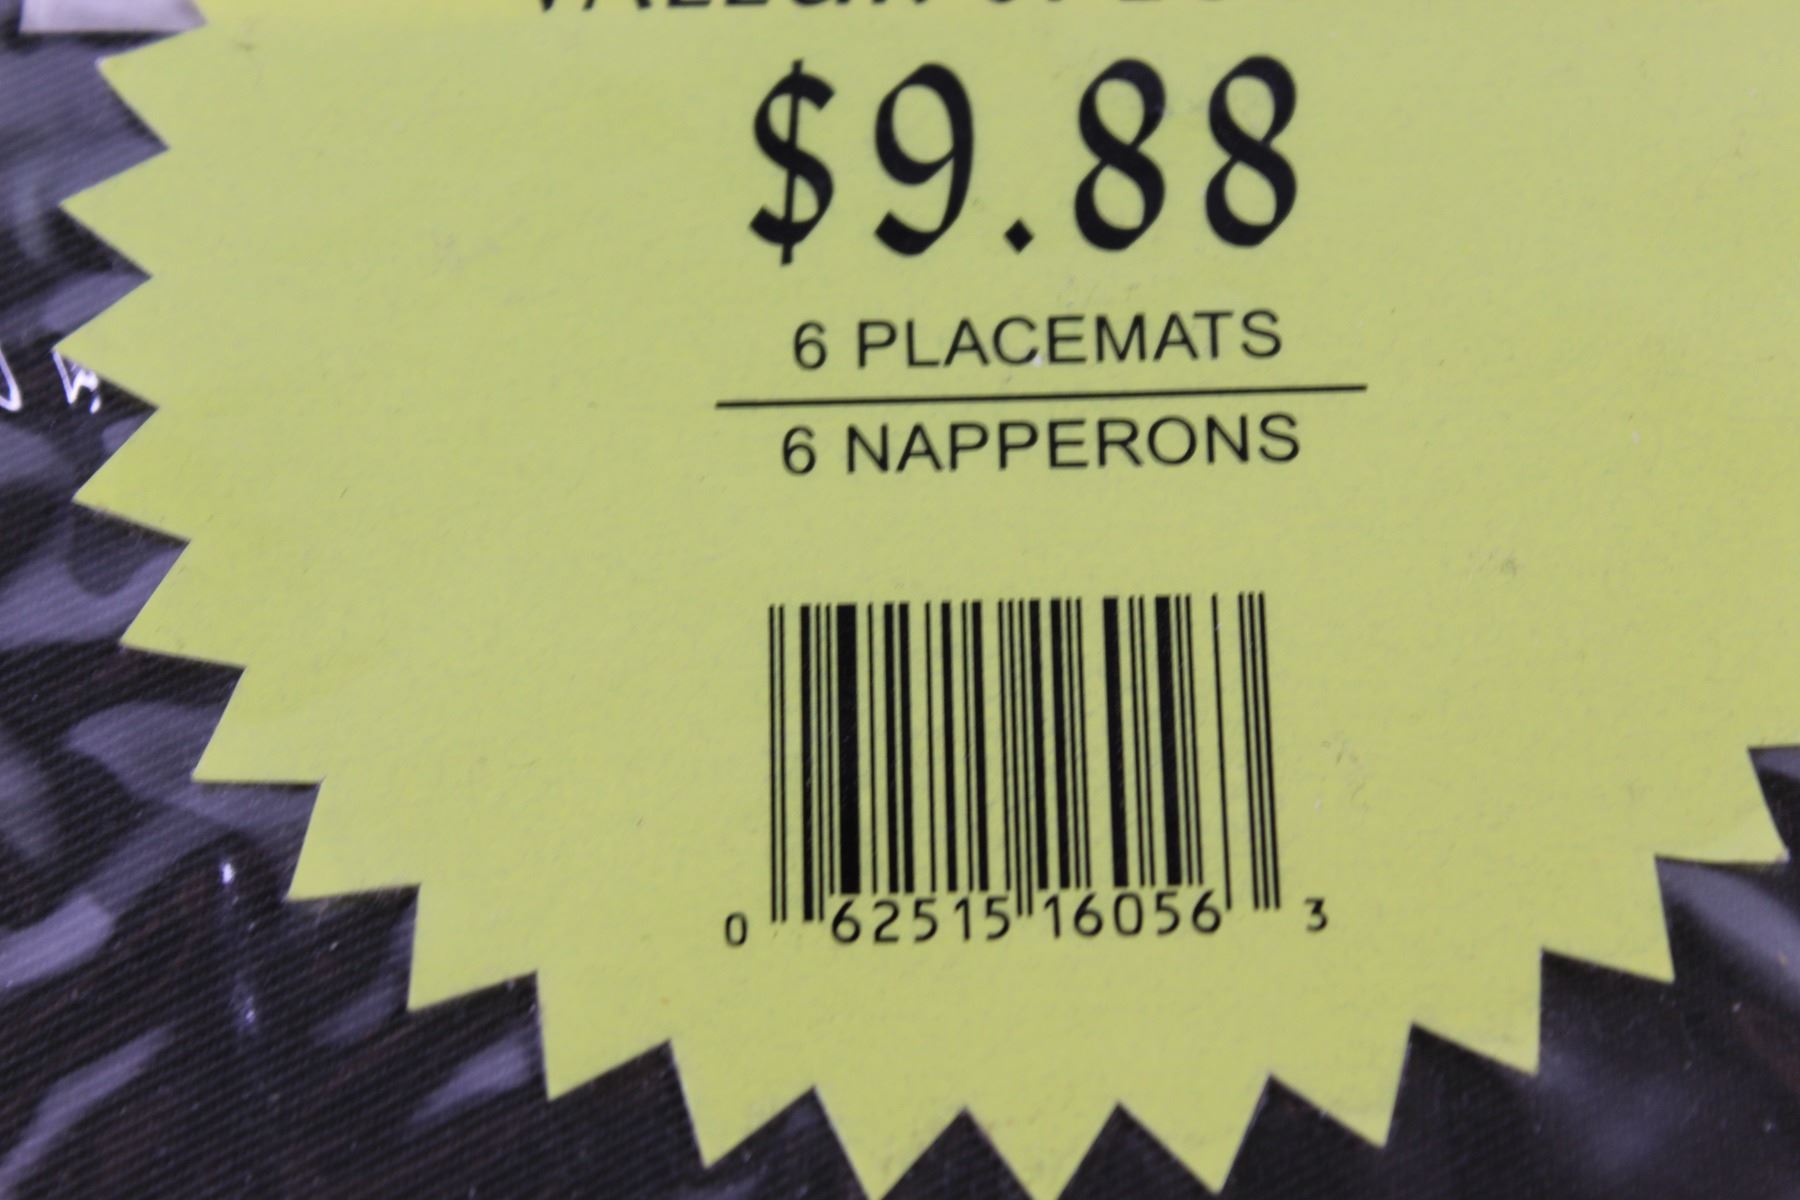 $9.88
6 PLACEMATS
6 NAPPERONS
0 62515 16056 3